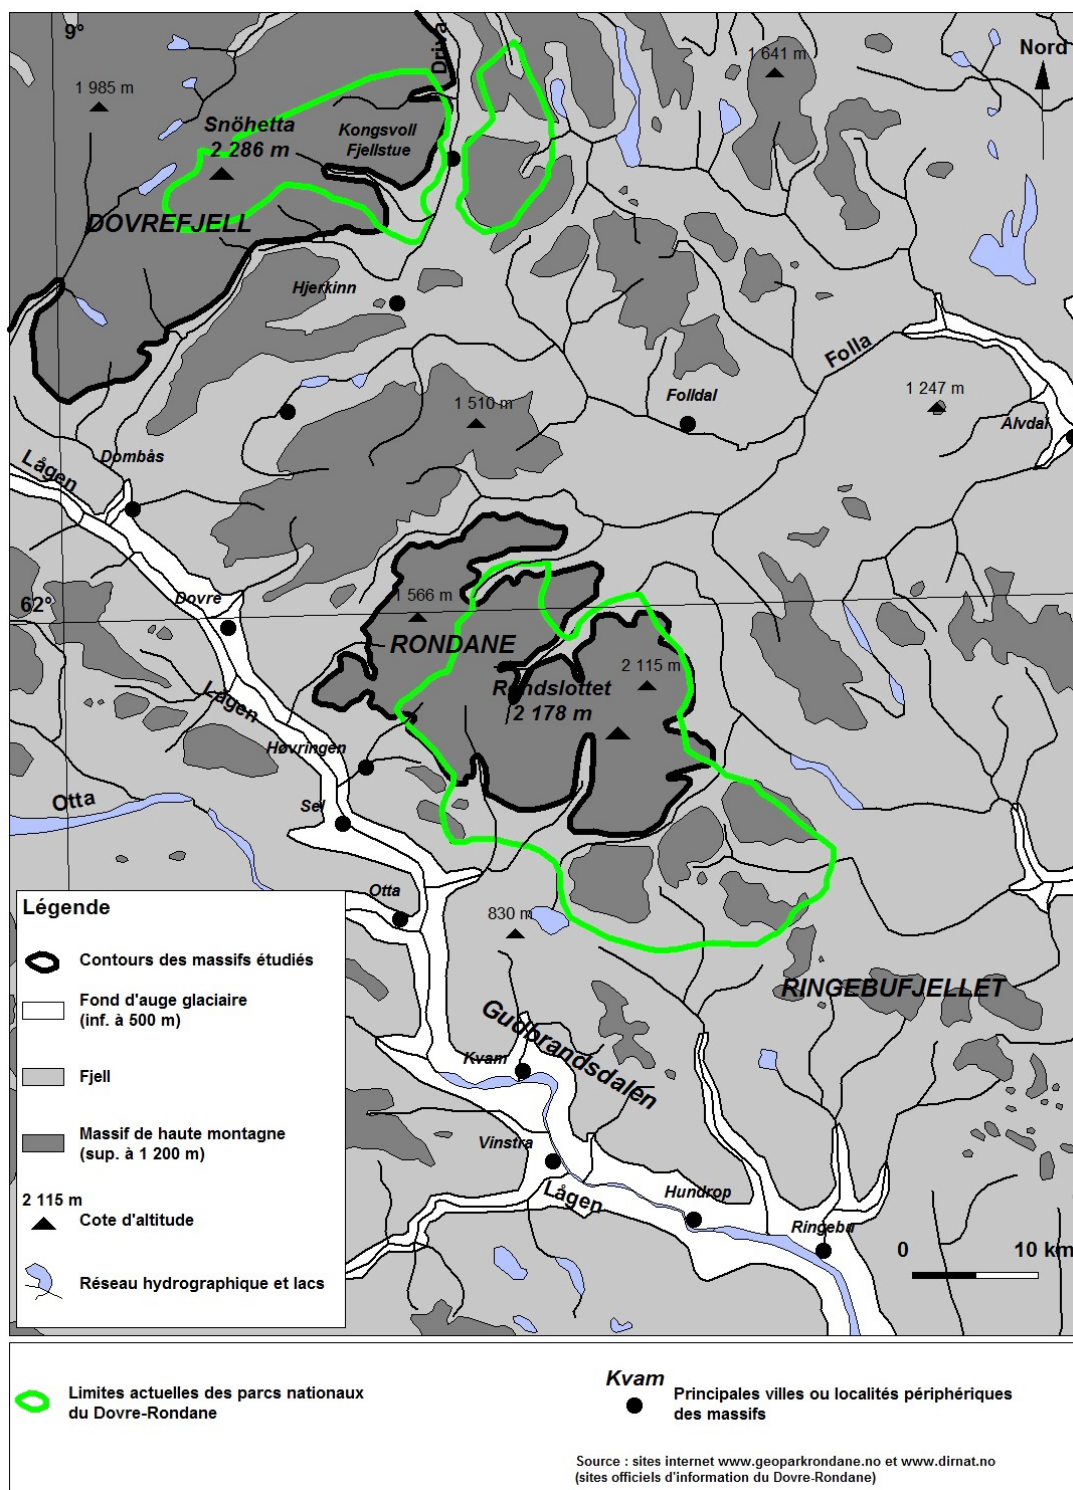 9°
Driva
1 641 m
Nord
1 985 m
Snöhetta
2 286 m
Kongsvoll
Fjellstue
DOVREFJELL
Hjerkinn
Folla
Folldal
1 247 m
1 510 m
Alvdal
Dombås
Lågen
62°
Dovre
1 566 m
RONDANE
2 115 m
Rondslottet
2 178 m
Lågen
Høvringen
Otta
Sel
Otta
830 m
RINGEBUFJELLET
Gudbrandsdalen
Kvam
Vinstra
Lågen
Hundrop
Ringebu
0 10 km
Légende
Contours des massifs étudiés
Fond d'auge glaciaire
(inf. à 500 m)
Fjell
Massif de haute montagne
(sup. à 1 200 m)
2 115 m
Cote d'altitude
Réseau hydrographique et lacs
Limites actuelles des parcs nationaux
du Dovre-Rondane
Kvam
Principales villes ou localités périphériques
des massifs
Source : sites internet www.geoparkrondane.no et www.dirnat.no
(sites officiels d'information du Dovre-Rondane)